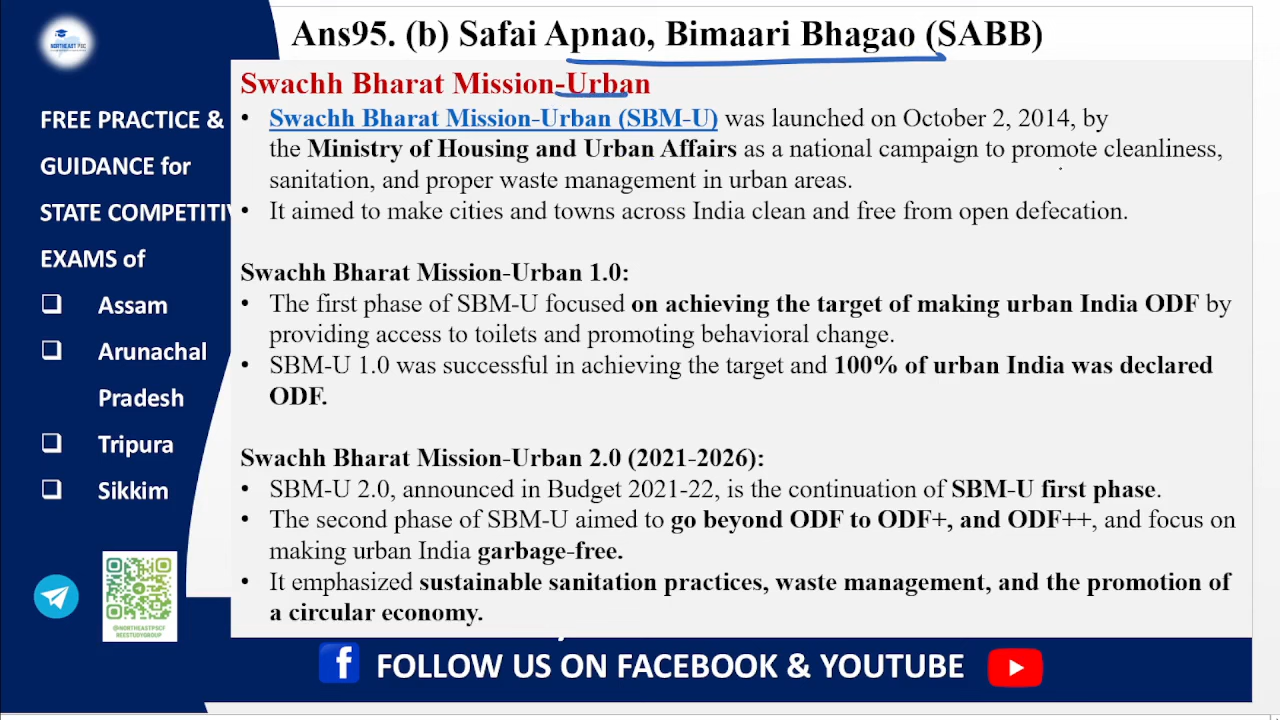 Ans95. (b) Safai Apnao, Bimaari Bhagao (SABB)
Swachh Bharat Mission-Urban
• Swachh Bharat Mission-Urban (SBM-U) was launched on October 2, 2014, by
the Ministry of Housing and Urban Affairs as a national campaign to promote cleanliness,
sanitation, and proper waste management in urban areas.
• It aimed to make cities and towns across India clean and free from open defecation.
Swachh Bharat Mission-Urban 1.0:
• The first phase of SBM-U focused on achieving the target of making urban India ODF by
providing access to toilets and promoting behavioral change.
• SBM-U 1.0 was successful in achieving the target and 100% of urban India was declared
ODF.
Swachh Bharat Mission-Urban 2.0 (2021-2026):
• SBM-U 2.0, announced in Budget 2021-22, is the continuation of SBM-U first phase.
• The second phase of SBM-U aimed to go beyond ODF to ODF+, and ODF++, and focus on
making urban India garbage-free.
• It emphasized sustainable sanitation practices, waste management, and the promotion of
a circular economy.
NORTHEAST PSC
FREE PRACTICE &
GUIDANCE for
STATE COMPETITIV
EXAMS of
❑ Assam
❑ Arunachal
Pradesh
❑ Tripura
❑ Sikkim
@NORTHEASTPSCF
REESTUDYGROUP
f FOLLOW US ON FACEBOOK & YOUTUBE